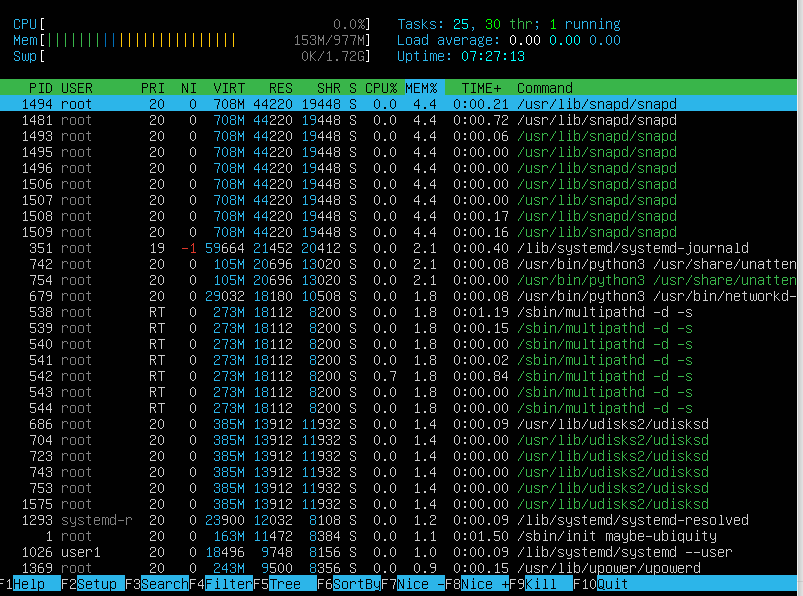 CPU[ 0.0%] Tasks: 25, 30 thr; 1 running
Mem[|||||||||||||||||||||||| 153M/977M] Load average: 0.00 0.00 0.00
Swp[ 0K/1.72G] Uptime: 07:27:13
PID USER PRI NI VIRT RES SHR S CPU% MEM% TIME+ Command
1494 root 20 0 708M 44220 19448 S 0.0 4.4 0:00.21 /usr/lib/snapd/snapd
1481 root 20 0 708M 44220 19448 S 0.0 4.4 0:00.72 /usr/lib/snapd/snapd
1493 root 20 0 708M 44220 19448 S 0.0 4.4 0:00.06 /usr/lib/snapd/snapd
1495 root 20 0 708M 44220 19448 S 0.0 4.4 0:00.00 /usr/lib/snapd/snapd
1496 root 20 0 708M 44220 19448 S 0.0 4.4 0:00.00 /usr/lib/snapd/snapd
1506 root 20 0 708M 44220 19448 S 0.0 4.4 0:00.00 /usr/lib/snapd/snapd
1507 root 20 0 708M 44220 19448 S 0.0 4.4 0:00.00 /usr/lib/snapd/snapd
1508 root 20 0 708M 44220 19448 S 0.0 4.4 0:00.17 /usr/lib/snapd/snapd
1509 root 20 0 708M 44220 19448 S 0.0 4.4 0:00.16 /usr/lib/snapd/snapd
351 root 19 -1 59664 21452 20412 S 0.0 2.1 0:00.40 /lib/systemd/systemd-journald
742 root 20 0 105M 20696 13020 S 0.0 2.1 0:00.08 /usr/bin/python3 /usr/share/unatten
754 root 20 0 105M 20696 13020 S 0.0 2.1 0:00.00 /usr/bin/python3 /usr/share/unatten
679 root 20 0 29032 18180 10508 S 0.0 1.8 0:00.08 /usr/bin/python3 /usr/bin/networkd-
538 root RT 0 273M 18112 8200 S 0.0 1.8 0:01.19 /sbin/multipathd -d -s
539 root RT 0 273M 18112 8200 S 0.0 1.8 0:00.15 /sbin/multipathd -d -s
540 root RT 0 273M 18112 8200 S 0.0 1.8 0:00.00 /sbin/multipathd -d -s
541 root RT 0 273M 18112 8200 S 0.0 1.8 0:00.02 /sbin/multipathd -d -s
542 root RT 0 273M 18112 8200 S 0.7 1.8 0:00.84 /sbin/multipathd -d -s
543 root RT 0 273M 18112 8200 S 0.0 1.8 0:00.00 /sbin/multipathd -d -s
544 root RT 0 273M 18112 8200 S 0.0 1.8 0:00.00 /sbin/multipathd -d -s
686 root 20 0 385M 13912 11932 S 0.0 1.4 0:00.09 /usr/lib/udisks2/udisksd
704 root 20 0 385M 13912 11932 S 0.0 1.4 0:00.00 /usr/lib/udisks2/udisksd
723 root 20 0 385M 13912 11932 S 0.0 1.4 0:00.00 /usr/lib/udisks2/udisksd
743 root 20 0 385M 13912 11932 S 0.0 1.4 0:00.00 /usr/lib/udisks2/udisksd
753 root 20 0 385M 13912 11932 S 0.0 1.4 0:00.00 /usr/lib/udisks2/udisksd
1575 root 20 0 385M 13912 11932 S 0.0 1.4 0:00.00 /usr/lib/udisks2/udisksd
1293 systemd-r 20 0 23900 12032 8108 S 0.0 1.2 0:00.09 /lib/systemd/systemd-resolved
1 root 20 0 163M 11472 8384 S 0.0 1.1 0:01.50 /sbin/init maybe-ubiquity
1026 user1 20 0 18496 9748 8156 S 0.0 1.0 0:00.09 /lib/systemd/systemd --user
1369 root 20 0 243M 9500 8156 S 0.0 0.9 0:00.15 /usr/lib/upower/upowerd
F1Help F2Setup F3SearchF4FilterF5Tree F6SortByF7Nice -F8Nice +F9Kill F10Quit